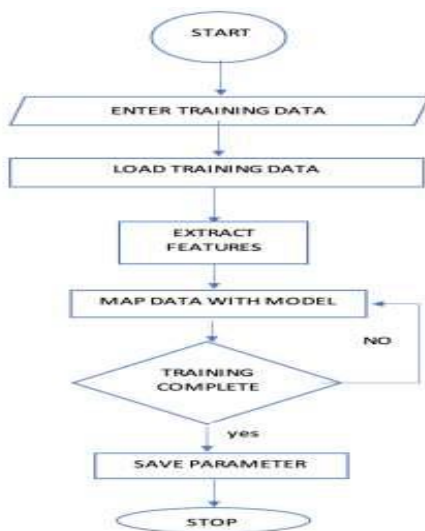 START
ENTER TRAINING DATA
LOAD TRAINING DATA
EXTRACT
FEATURES
MAP DATA WITH MODEL
NO
TRAINING
COMPLETE
yes
SAVE PARAMETER
STOP